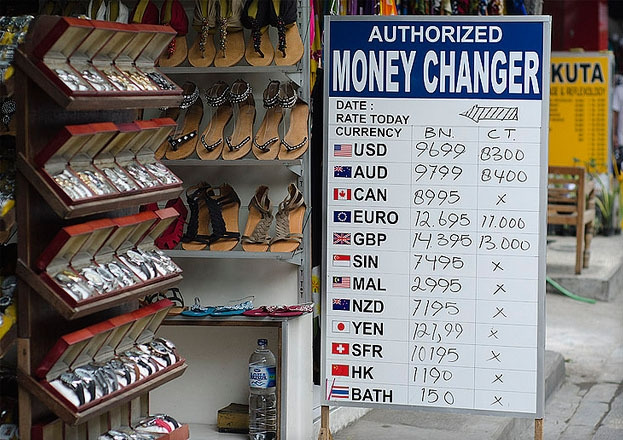 AUTHORIZED
MONEY CHANGER
DATE :
RATE TODAY
CURRENCY BN. CT.
USD 9699 8300
AUD 9799 8400
CAN 8995 x
EURO 12.695 11.000
GBP 14.395 13.000
SIN 7495 x
MAL 2995 x
NZD 7195 x
YEN 121,99 x
SFR 10195 x
HK 1190 x
BATH 150 x
KUTA
& REFLEXOLOGY
AQUA